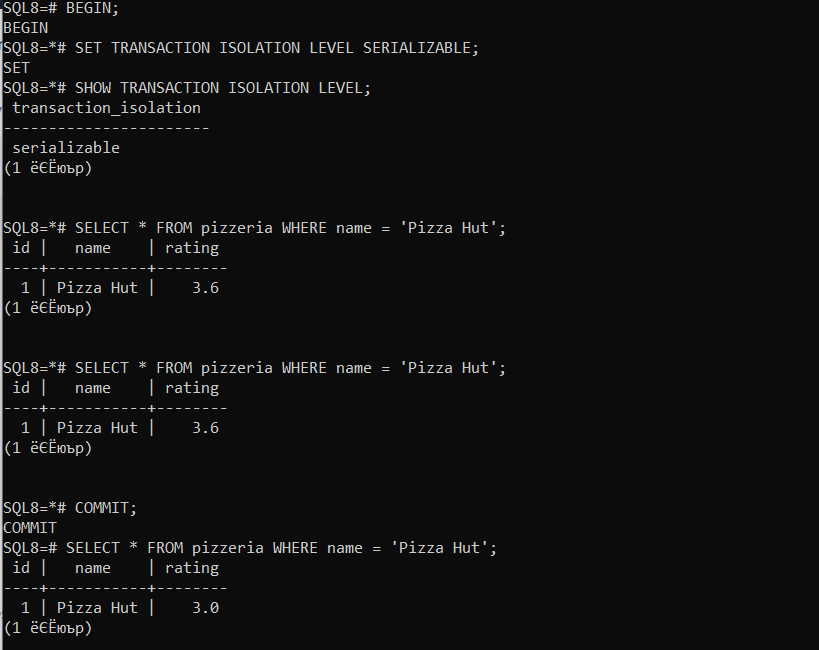 SQL8=# BEGIN;
BEGIN
SQL8=*# SET TRANSACTION ISOLATION LEVEL SERIALIZABLE;
SET
SQL8=*# SHOW TRANSACTION ISOLATION LEVEL;
 transaction_isolation
-----------------------
 serializable
(1 ёЄЁюър)
SQL8=*# SELECT * FROM pizzeria WHERE name = 'Pizza Hut';
 id |   name    | rating
----+-----------+--------
  1 | Pizza Hut |    3.6
(1 ёЄЁюър)
SQL8=*# SELECT * FROM pizzeria WHERE name = 'Pizza Hut';
 id |   name    | rating
----+-----------+--------
  1 | Pizza Hut |    3.6
(1 ёЄЁюър)
SQL8=*# COMMIT;
COMMIT
SQL8=# SELECT * FROM pizzeria WHERE name = 'Pizza Hut';
 id |   name    | rating
----+-----------+--------
  1 | Pizza Hut |    3.0
(1 ёЄЁюър)